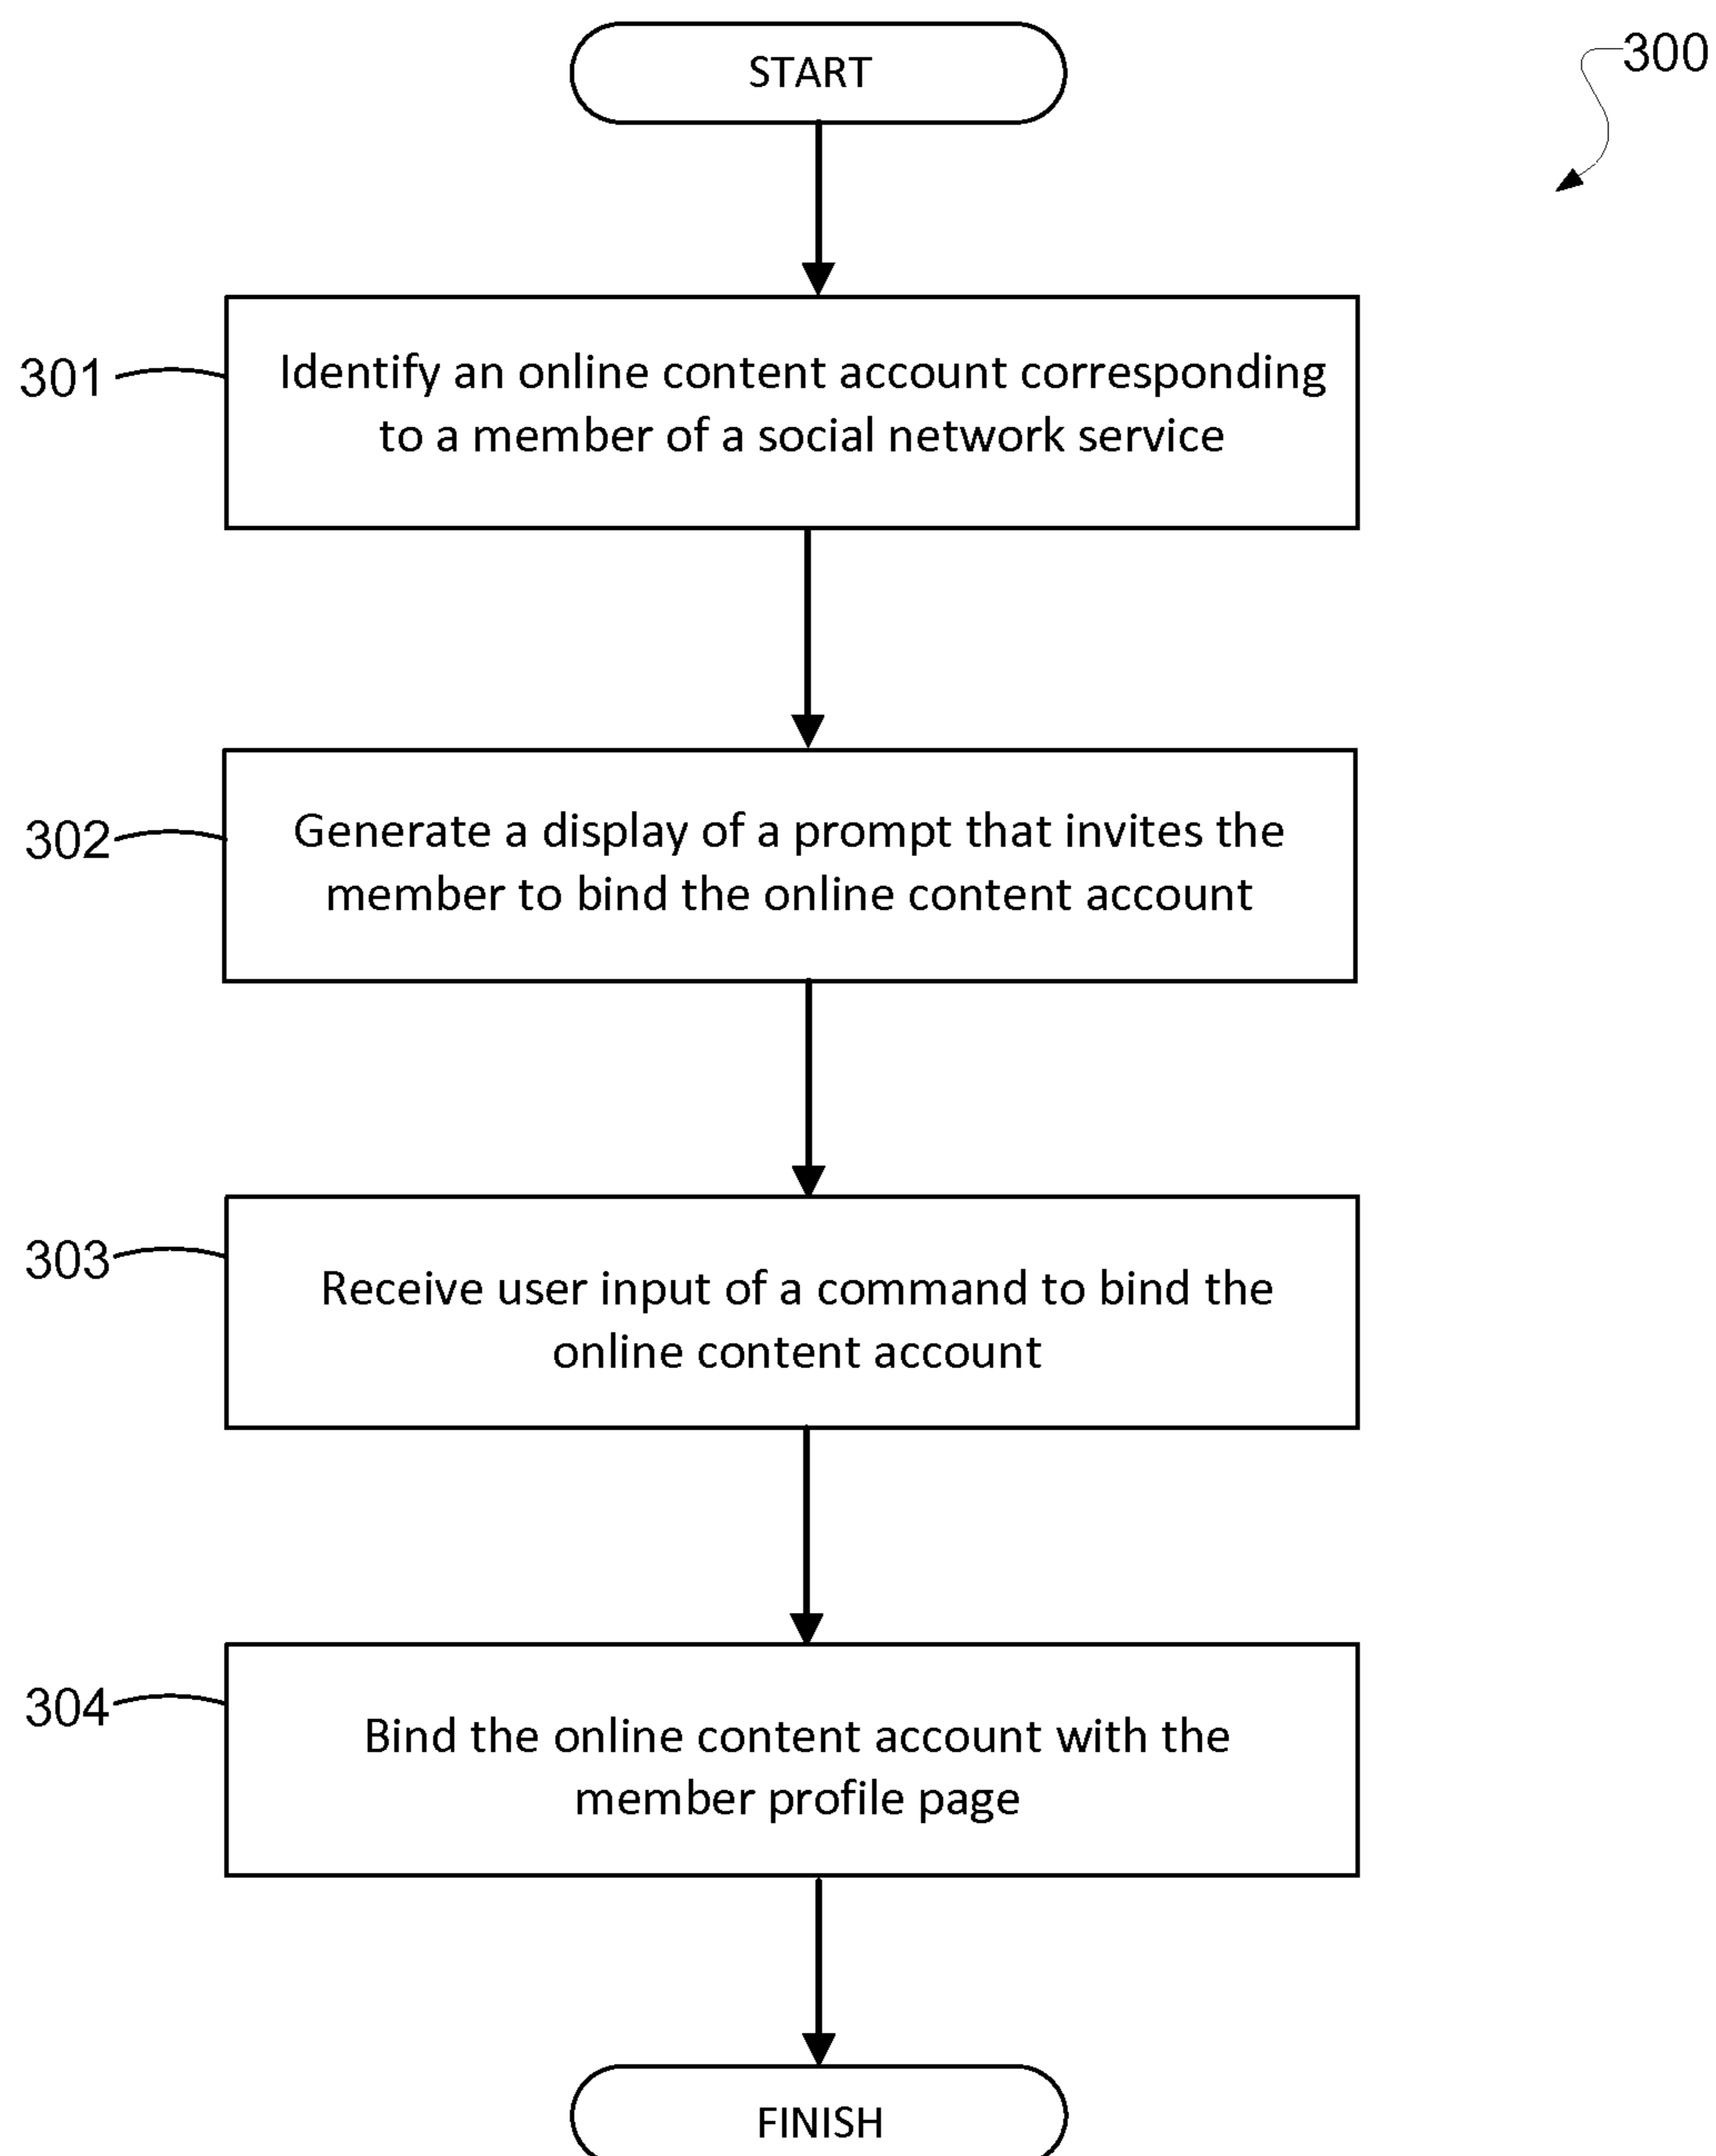 START
300
301
Identify an online content account corresponding
to a member of a social network service
302
Generate a display of a prompt that invites the
member to bind the online content account
303
Receive user input of a command to bind the
online content account
304
Bind the online content account with the
member profile page
FINISH